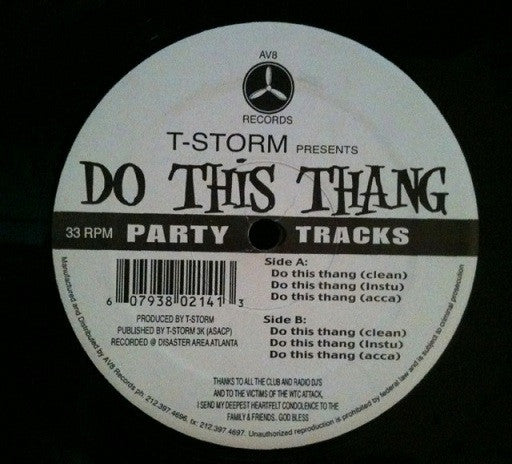 AV8
RECORDS
T-STORM PRESENTS
DO THIS THANG
33 RPM PARTY TRACKS
Side A:
Do this thang (clean)
Do this thang (Instu)
Do this thang (acca)
6 07938 02141 3
Side B:
Do this thang (clean)
Do this thang (Instu)
Do this thang (acca)
PRODUCED BY T-STORM
PUBLISHED BY T-STORM 3K (ASACP)
RECORDED @ DISASTER AREA ATLANTA
THANKS TO ALL THE CLUB AND RADIO DJ'S
AND TO THE VICTIMS OF THE WTC ATTACK.
I SEND MY DEEPEST HEARTFELT CONDOLENCE TO THE
FAMILY & FRIENDS.. GOD BLESS
Manufactured and Distributed by AV8 Records ph. 212.397.4696, fx. 212.397.4697. Unauthorized reproduction is prohibited by federal law and is subject to criminal prosecution